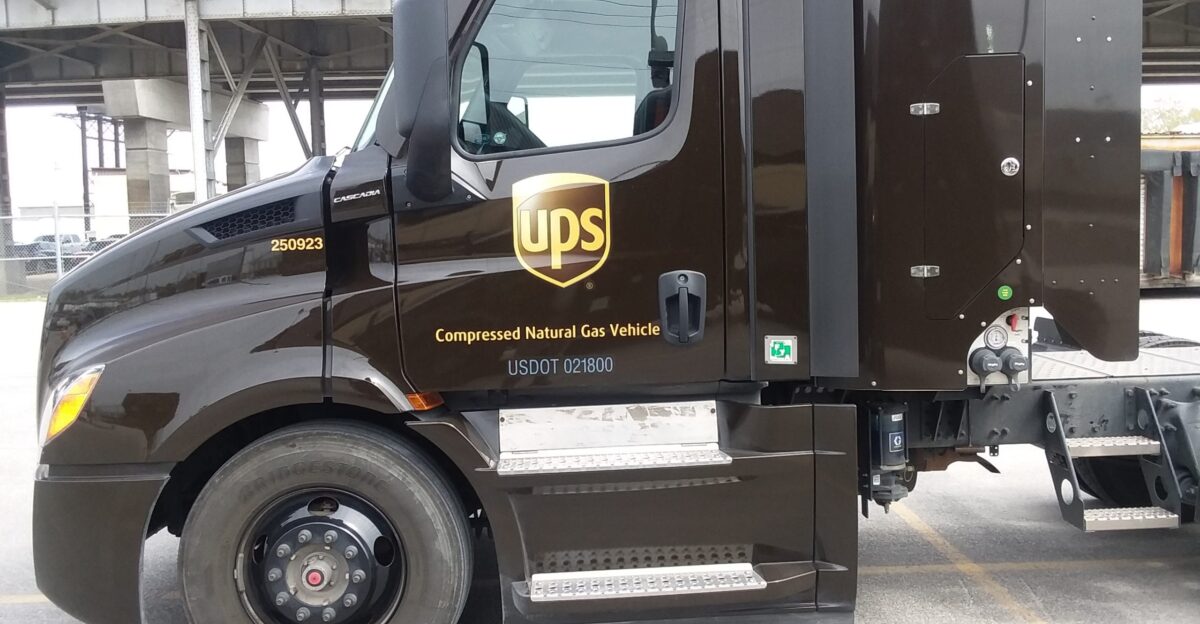 CASCADIA
250923
ups
®
Compressed Natural Gas Vehicle
USDOT 021800
BRIDGESTONE